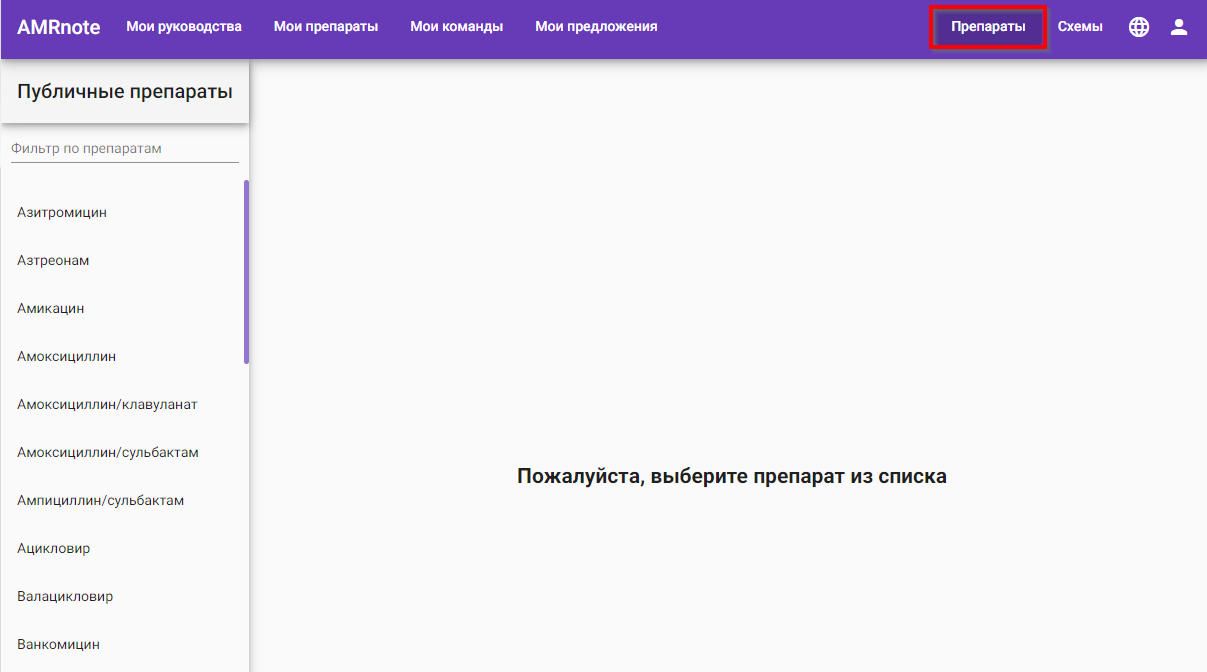 AMRnote Мои руководства Мои препараты Мои команды Мои предложения Препараты Схемы
Публичные препараты
Фильтр по препаратам
Азитромицин
Азтреонам
Амикацин
Амоксициллин
Амоксициллин/клавуланат
Амоксициллин/сульбактам
Ампициллин/сульбактам
Ацикловир
Валацикловир
Ванкомицин
Пожалуйста, выберите препарат из списка